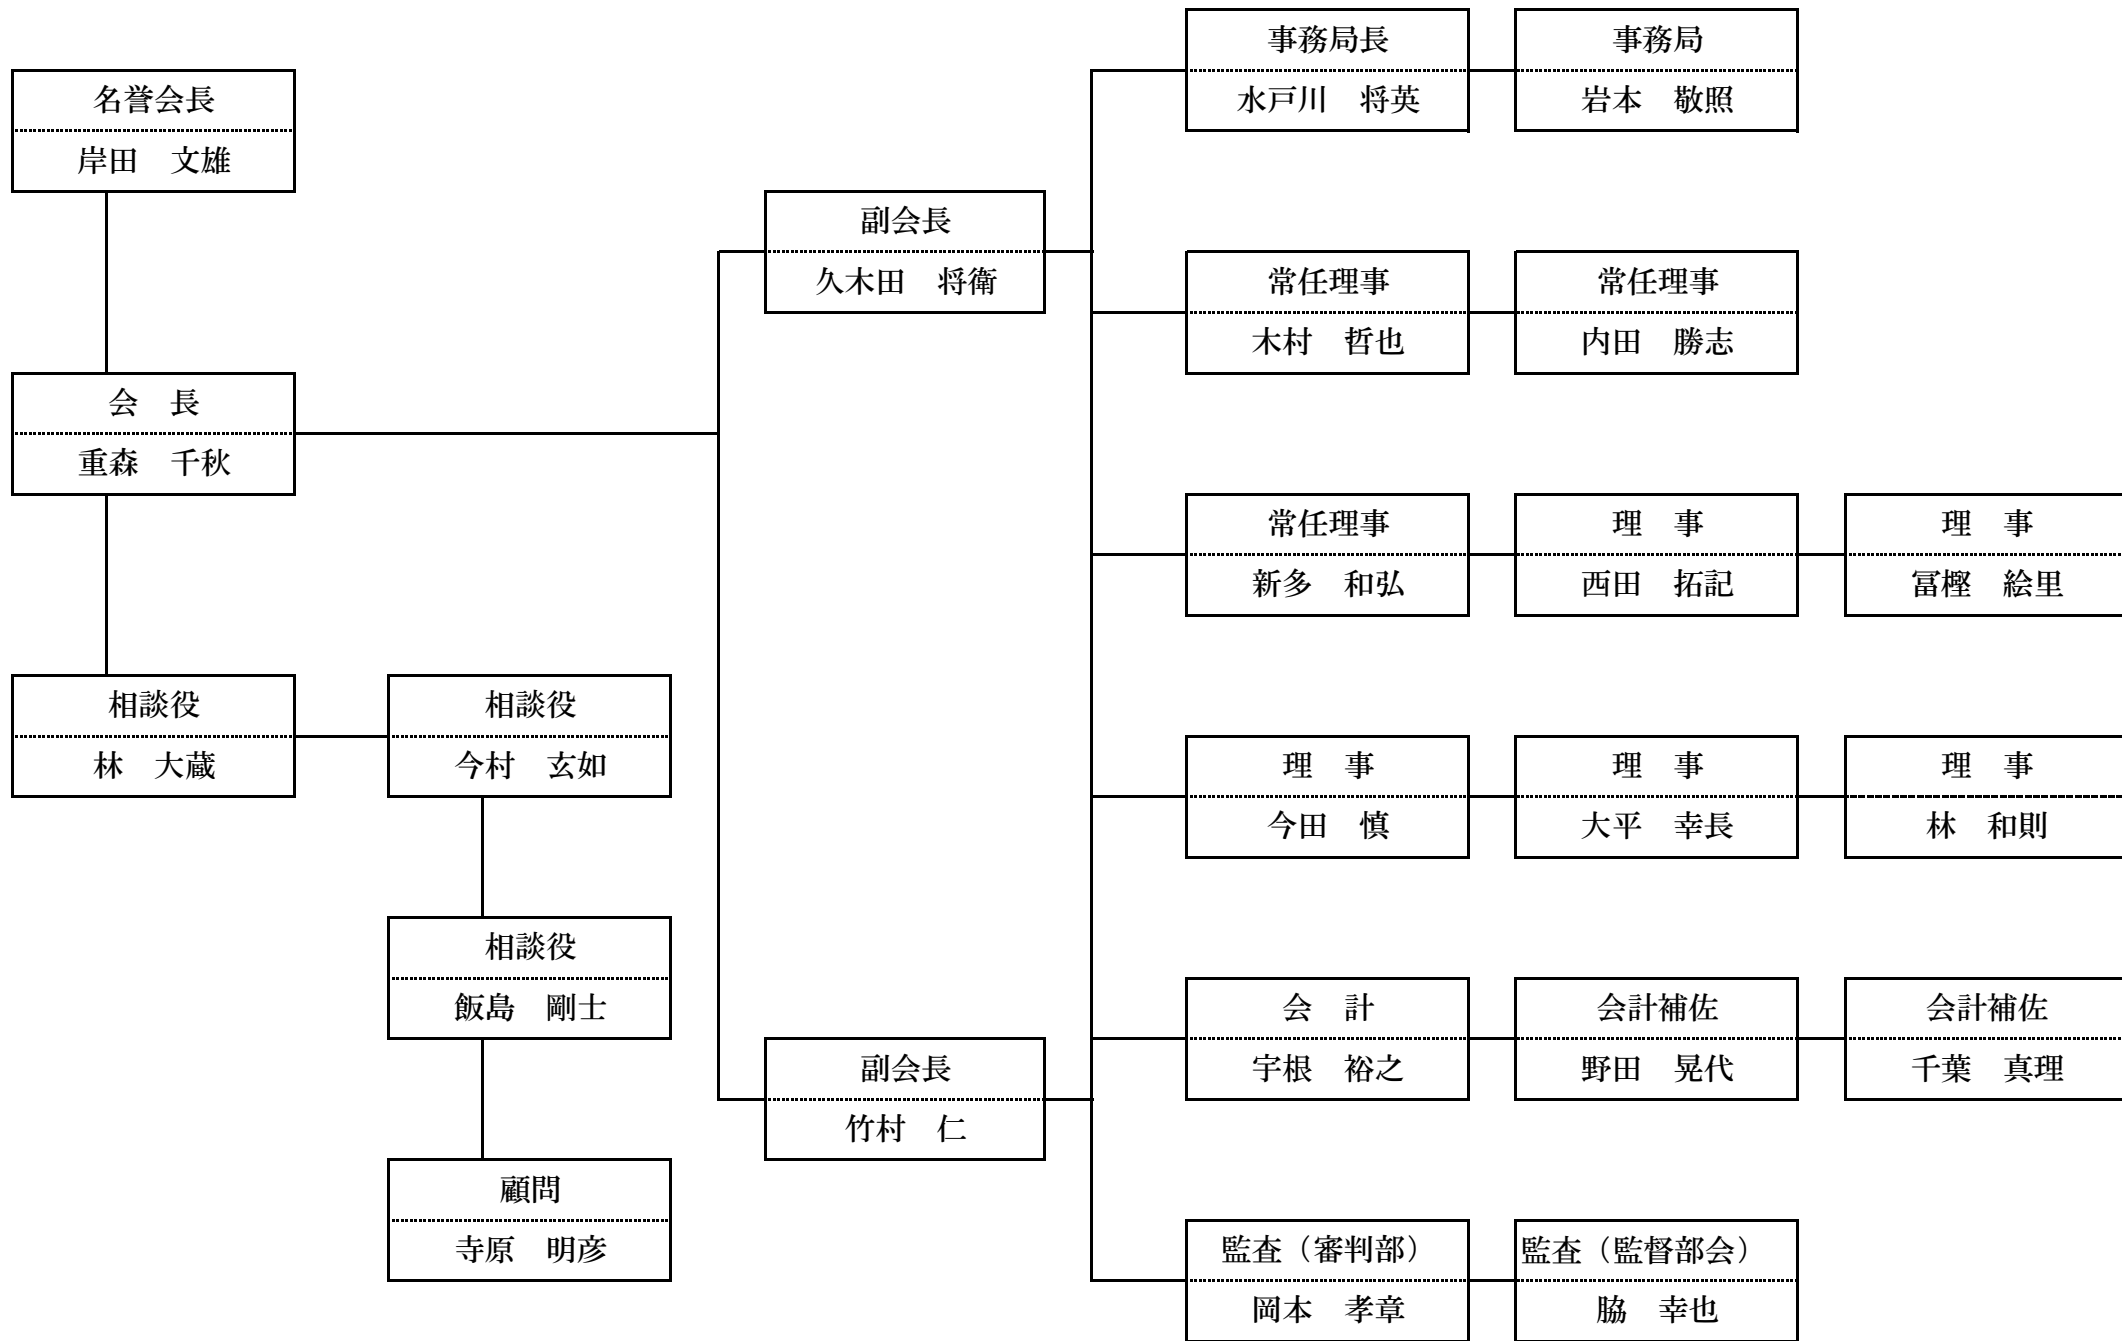 名誉会長
岸田　文雄
会　長
重森　千秋
相談役
林　大蔵
相談役
今村　玄如
相談役
飯島　剛士
顧問
寺原　明彦
副会長
久木田　将衛
副会長
竹村　仁
事務局長
水戸川　将英
事務局
岩本　敬照
常任理事
木村　哲也
常任理事
内田　勝志
常任理事
新多　和弘
理　事
西田　拓記
理　事
冨樫　絵里
理　事
今田　慎
理　事
大平　幸長
理　事
林　和則
会　計
宇根　裕之
会計補佐
野田　晃代
会計補佐
千葉　真理
監査（審判部）
岡本　孝章
監査（監督部会）
脇　幸也